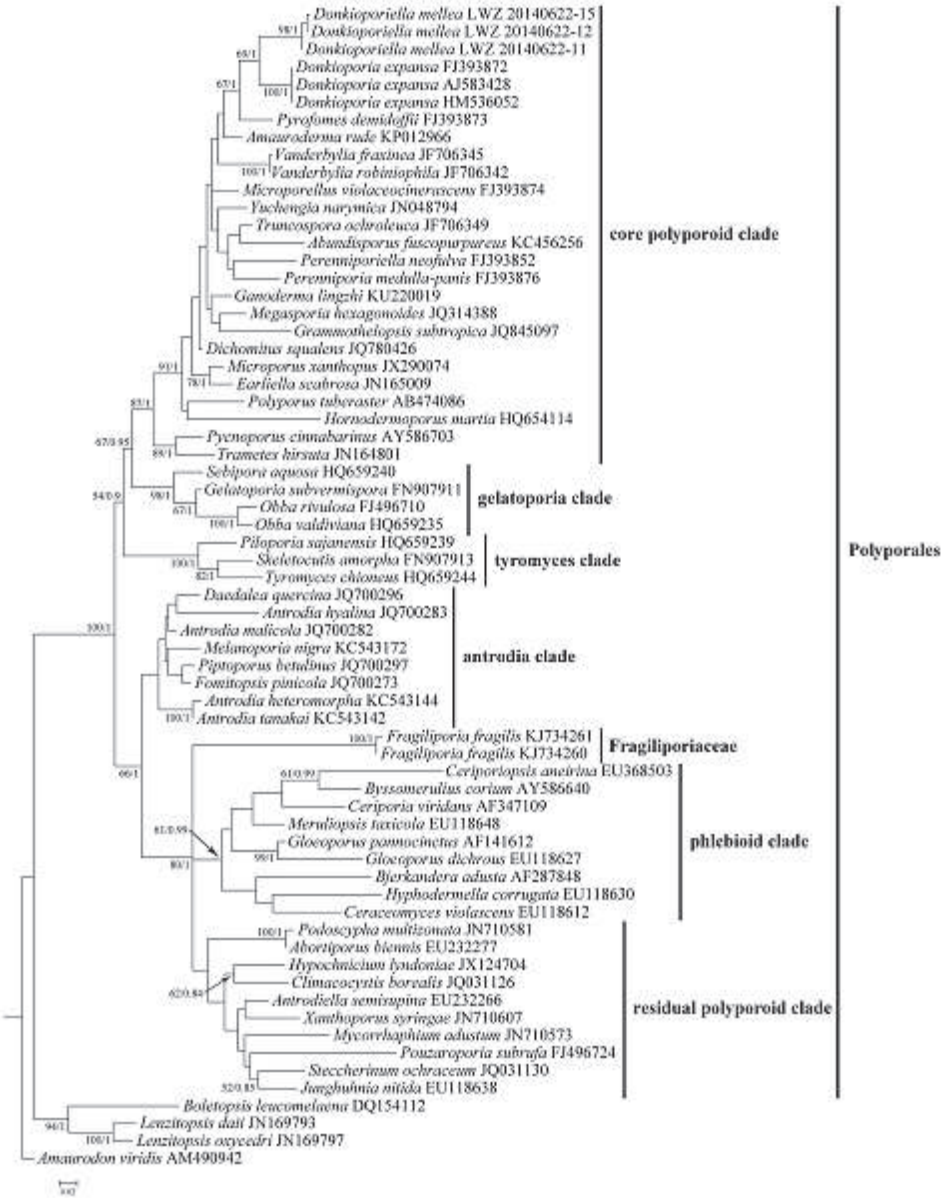 Donkioporiella mellea LWZ 20140622-15
Donkioporiella mellea LWZ 20140622-12
98/1
Donkioporiella mellea LWZ 20140622-11
69/1
Donkioporia expansa FJ393872
67/1
Donkioporia expansa AJ583428
100/1
Donkioporia expansa HM536052
Pyrofomes demidoffii FJ393873
Amauroderma rude KP012966
Vanderbylia fraxinea JF706345
100/1
Vanderbylia robiniophila JF706342
Microporellus violaceocinerascens FJ393874
Yuchengia narymica JN048794
Truncospora ochroleuca JF706349
core polyporoid clade
Abundisporus fuscopurpureus KC456256
Perenniporiella neofulva FJ393852
Perenniporia medulla-panis FJ393876
Ganoderma lingzhi KU220019
Megasporia hexagonoides JQ314388
Grammothelopsis subtropica JQ845097
Dichomitus squalens JQ780426
91/1
Microporus xanthopus JX290074
78/1
Earliella scabrosa JN165009
83/1
Polyporus tuberaster AB474086
Hornodermoporus martia HQ654114
67/0.95
Pycnoporus cinnabarinus AY586703
89/1
Trametes hirsuta JN164801
Sebipora aquosa HQ659240
54/0.9
98/1
Gelatoporia subvermispora FN907911
gelatoporia clade
67/1
Obba rivulosa FJ496710
100/1
Obba valdiviana HQ659235
Piloporia sajanensis HQ659239
Polyporales
100/1
Skeletocutis amorpha FN907913
tyromyces clade
82/1
Tyromyces chioneus HQ659244
Daedalea quercina JQ700296
Antrodia hyalina JQ700283
100/1
Antrodia malicola JQ700282
Melanoporia nigra KC543172
antrodia clade
Piptoporus betulinus JQ700297
Fomitopsis pinicola JQ700273
Antrodia heteromorpha KC543144
100/1
Antrodia tanakai KC543142
Fragiliporia fragilis KJ734261
100/1
Fragiliporiaceae
Fragiliporia fragilis KJ734260
66/1
61/0.99
Ceriporiopsis aneirina EU368503
Byssomerulius corium AY586640
Ceriporia viridans AF347109
61/0.99
Meruliopsis taxicola EU118648
Gloeoporus pannocinctus AF141612
phlebioid clade
99/1
Gloeoporus dichrous EU118627
80/1
Bjerkandera adusta AF287848
Hyphodermella corrugata EU118630
Ceraceomyces violascens EU118612
Podoscypha multizonata JN710581
100/1
Abortiporus biennis EU232277
Hypochnicium lyndoniae JX124704
Climacocystis borealis JQ031126
62/0.84
Antrodiella semisupina EU232266
residual polyporoid clade
Xanthoporus syringae JN710607
Mycorrhaphium adustum JN710573
Pouzaroporia subrufa FJ496724
Steccherinum ochraceum JQ031130
52/0.85
Junghuhnia nitida EU118638
Boletopsis leucomelaena DQ154112
94/1
Lenzitopsis daii JN169793
100/1
Lenzitopsis oxycedri JN169797
Amaurodon viridis AM490942